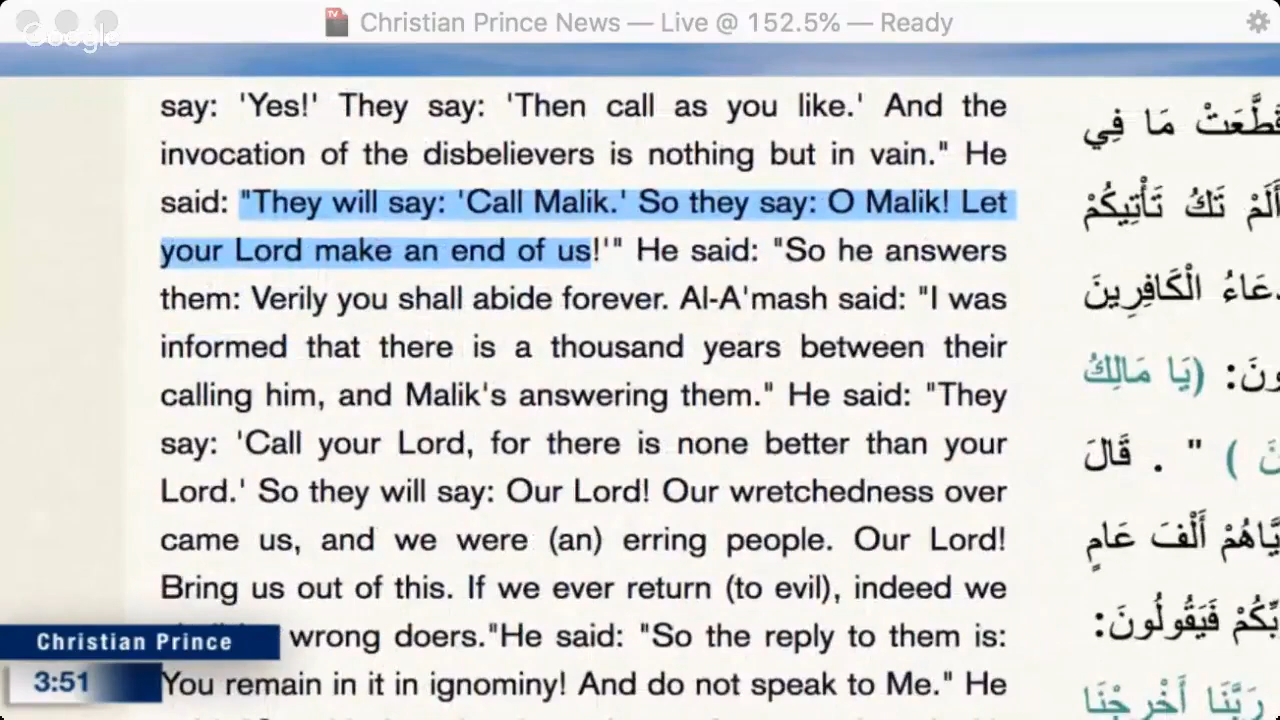 Google
Christian Prince News — Live @ 152.5% — Ready
say: 'Yes!' They say: 'Then call as you like.' And the
invocation of the disbelievers is nothing but in vain." He
said: "They will say: 'Call Malik.' So they say: O Malik! Let
your Lord make an end of us!'" He said: "So he answers
them: Verily you shall abide forever. Al-A'mash said: "I was
informed that there is a thousand years between their
calling him, and Malik's answering them." He said: "They
say: 'Call your Lord, for there is none better than your
Lord.' So they will say: Our Lord! Our wretchedness over
came us, and we were (an) erring people. Our Lord!
Bring us out of this. If we ever return (to evil), indeed we
wrong doers."He said: "So the reply to them is:
You remain in it in ignominy! And do not speak to Me." He
مَا فِي
أَلَمْ تَكُ تَأْتِيكُمْ
دُعَاءُ الْكَافِرِينَ
(يَا مَالِكُ
) " . قَالَ
أَلْفَ عَامٍ
فَيَقُولُونَ:
رَبَّنَا أَخْرِجْنَا
Christian Prince
3:51